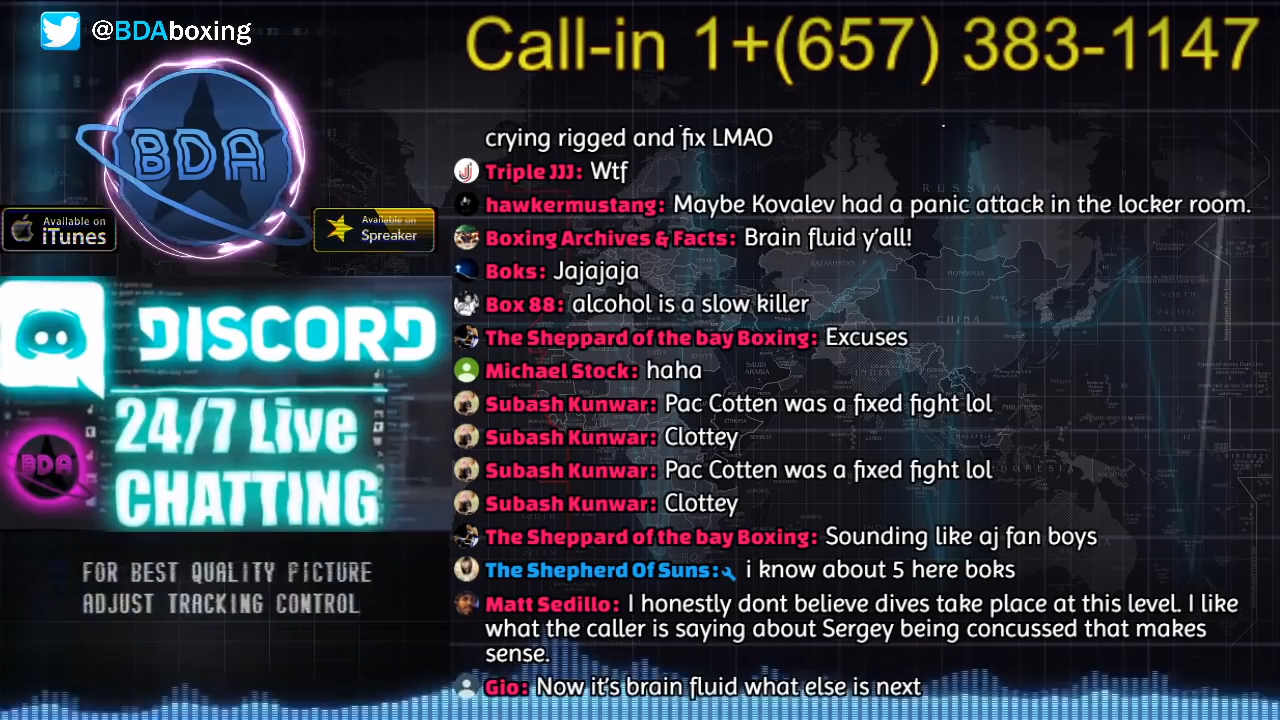 @BDAboxing
Call-in 1+(657) 383-1147
BDA
Available on
iTunes
Available on
Spreaker
DISCORD
24/7 Live
CHATTING
BDA
FOR BEST QUALITY PICTURE
ADJUST TRACKING CONTROL
crying rigged and fix LMAO
Triple JJJ: Wtf
hawkermustang: Maybe Kovalev had a panic attack in the locker room.
Boxing Archives & Facts: Brain fluid y'all!
Boks: Jajajaja
Box 88: alcohol is a slow killer
The Sheppard of the bay Boxing: Excuses
Michael Stock: haha
Subash Kunwar: Pac Cotten was a fixed fight lol
Subash Kunwar: Clottey
Subash Kunwar: Pac Cotten was a fixed fight lol
Subash Kunwar: Clottey
The Sheppard of the bay Boxing: Sounding like aj fan boys
The Shepherd Of Suns: i know about 5 here boks
Matt Sedillo: I honestly dont believe dives take place at this level. I like
what the caller is saying about Sergey being concussed that makes
sense.
Gio: Now it's brain fluid what else is next
RUSSIA
MONGOLIA
CHINA